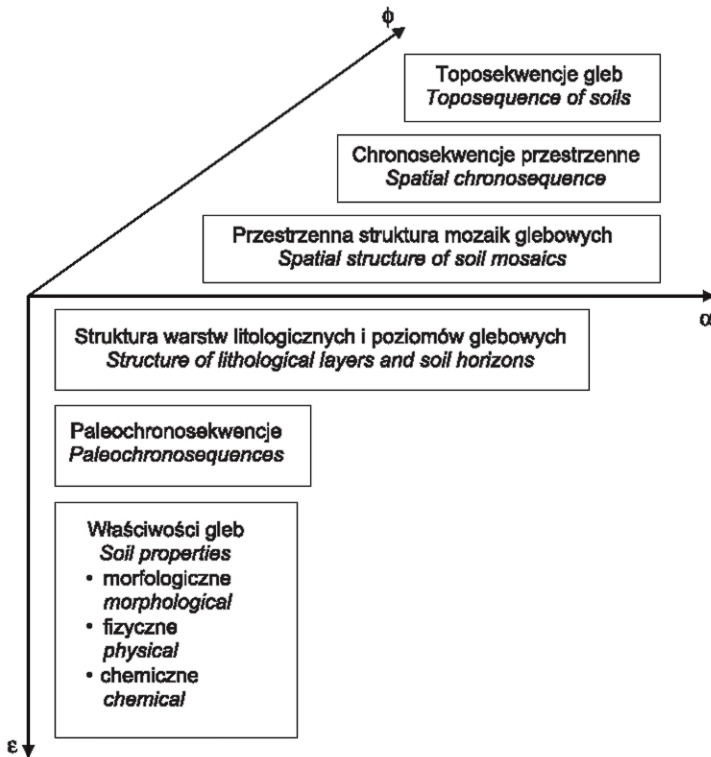 ϕ
Toposekwencje gleb
Toposequence of soils
Chronosekwencje przestrzenne
Spatial chronosequence
Przestrzenna struktura mozaik glebowych
Spatial structure of soil mosaics
α
Struktura warstw litologicznych i poziomów glebowych
Structure of lithological layers and soil horizons
Paleochronosekwencje
Paleochronosequences
Właściwości gleb
Soil properties
• morfologiczne
morphological
• fizyczne
physical
• chemiczne
chemical
ε